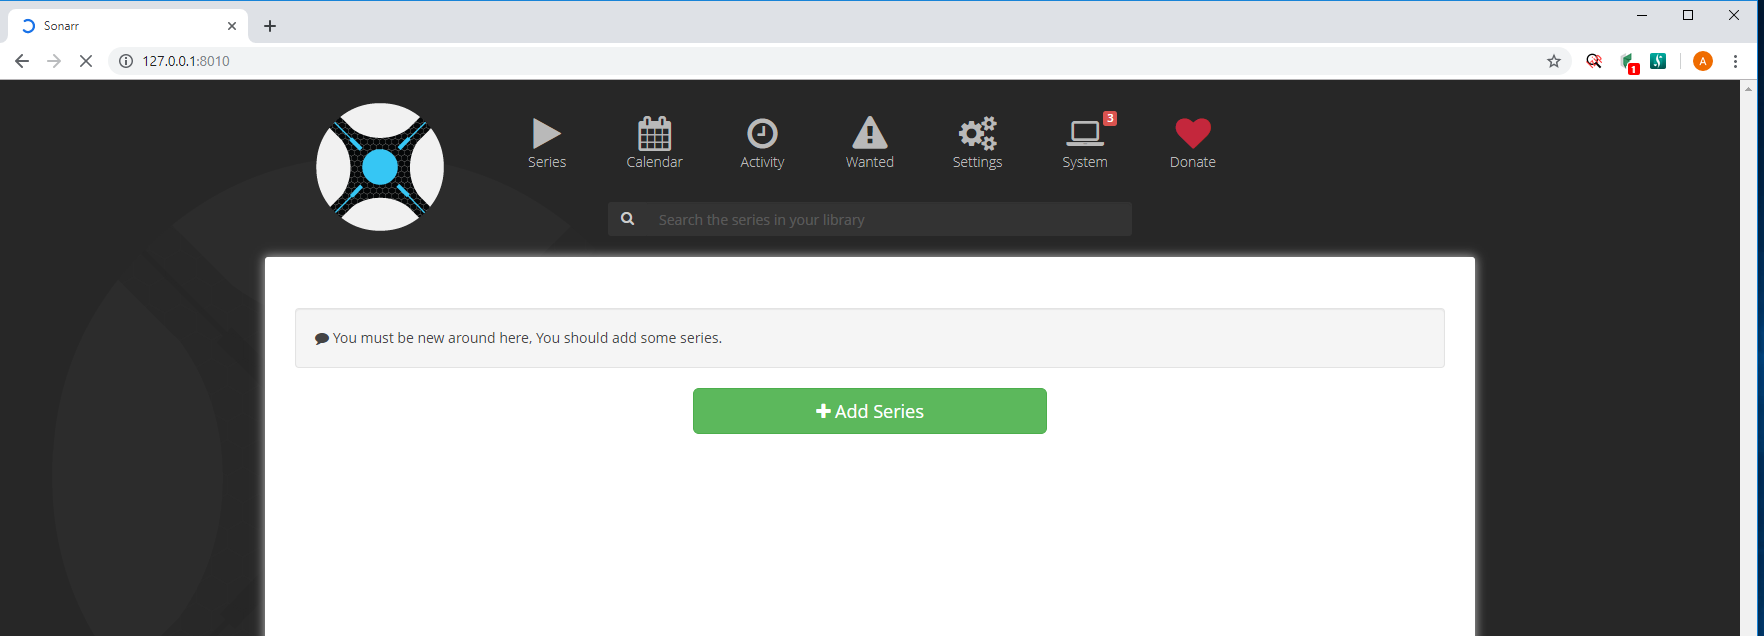 Sonarr
127.0.0.1:8010
1
A
Series
Calendar
Activity
Wanted
Settings
3
System
Donate
Search the series in your library
You must be new around here, You should add some series.
Add Series